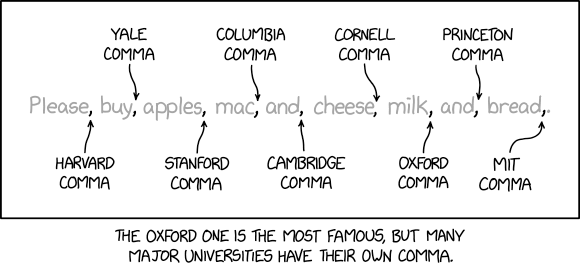 YALE COMMA
COLUMBIA COMMA
CORNELL COMMA
PRINCETON COMMA
Please, buy, apples, mac, and, cheese, milk, and, bread,.
HARVARD COMMA
STANFORD COMMA
CAMBRIDGE COMMA
OXFORD COMMA
MIT COMMA
THE OXFORD ONE IS THE MOST FAMOUS, BUT MANY
MAJOR UNIVERSITIES HAVE THEIR OWN COMMA.